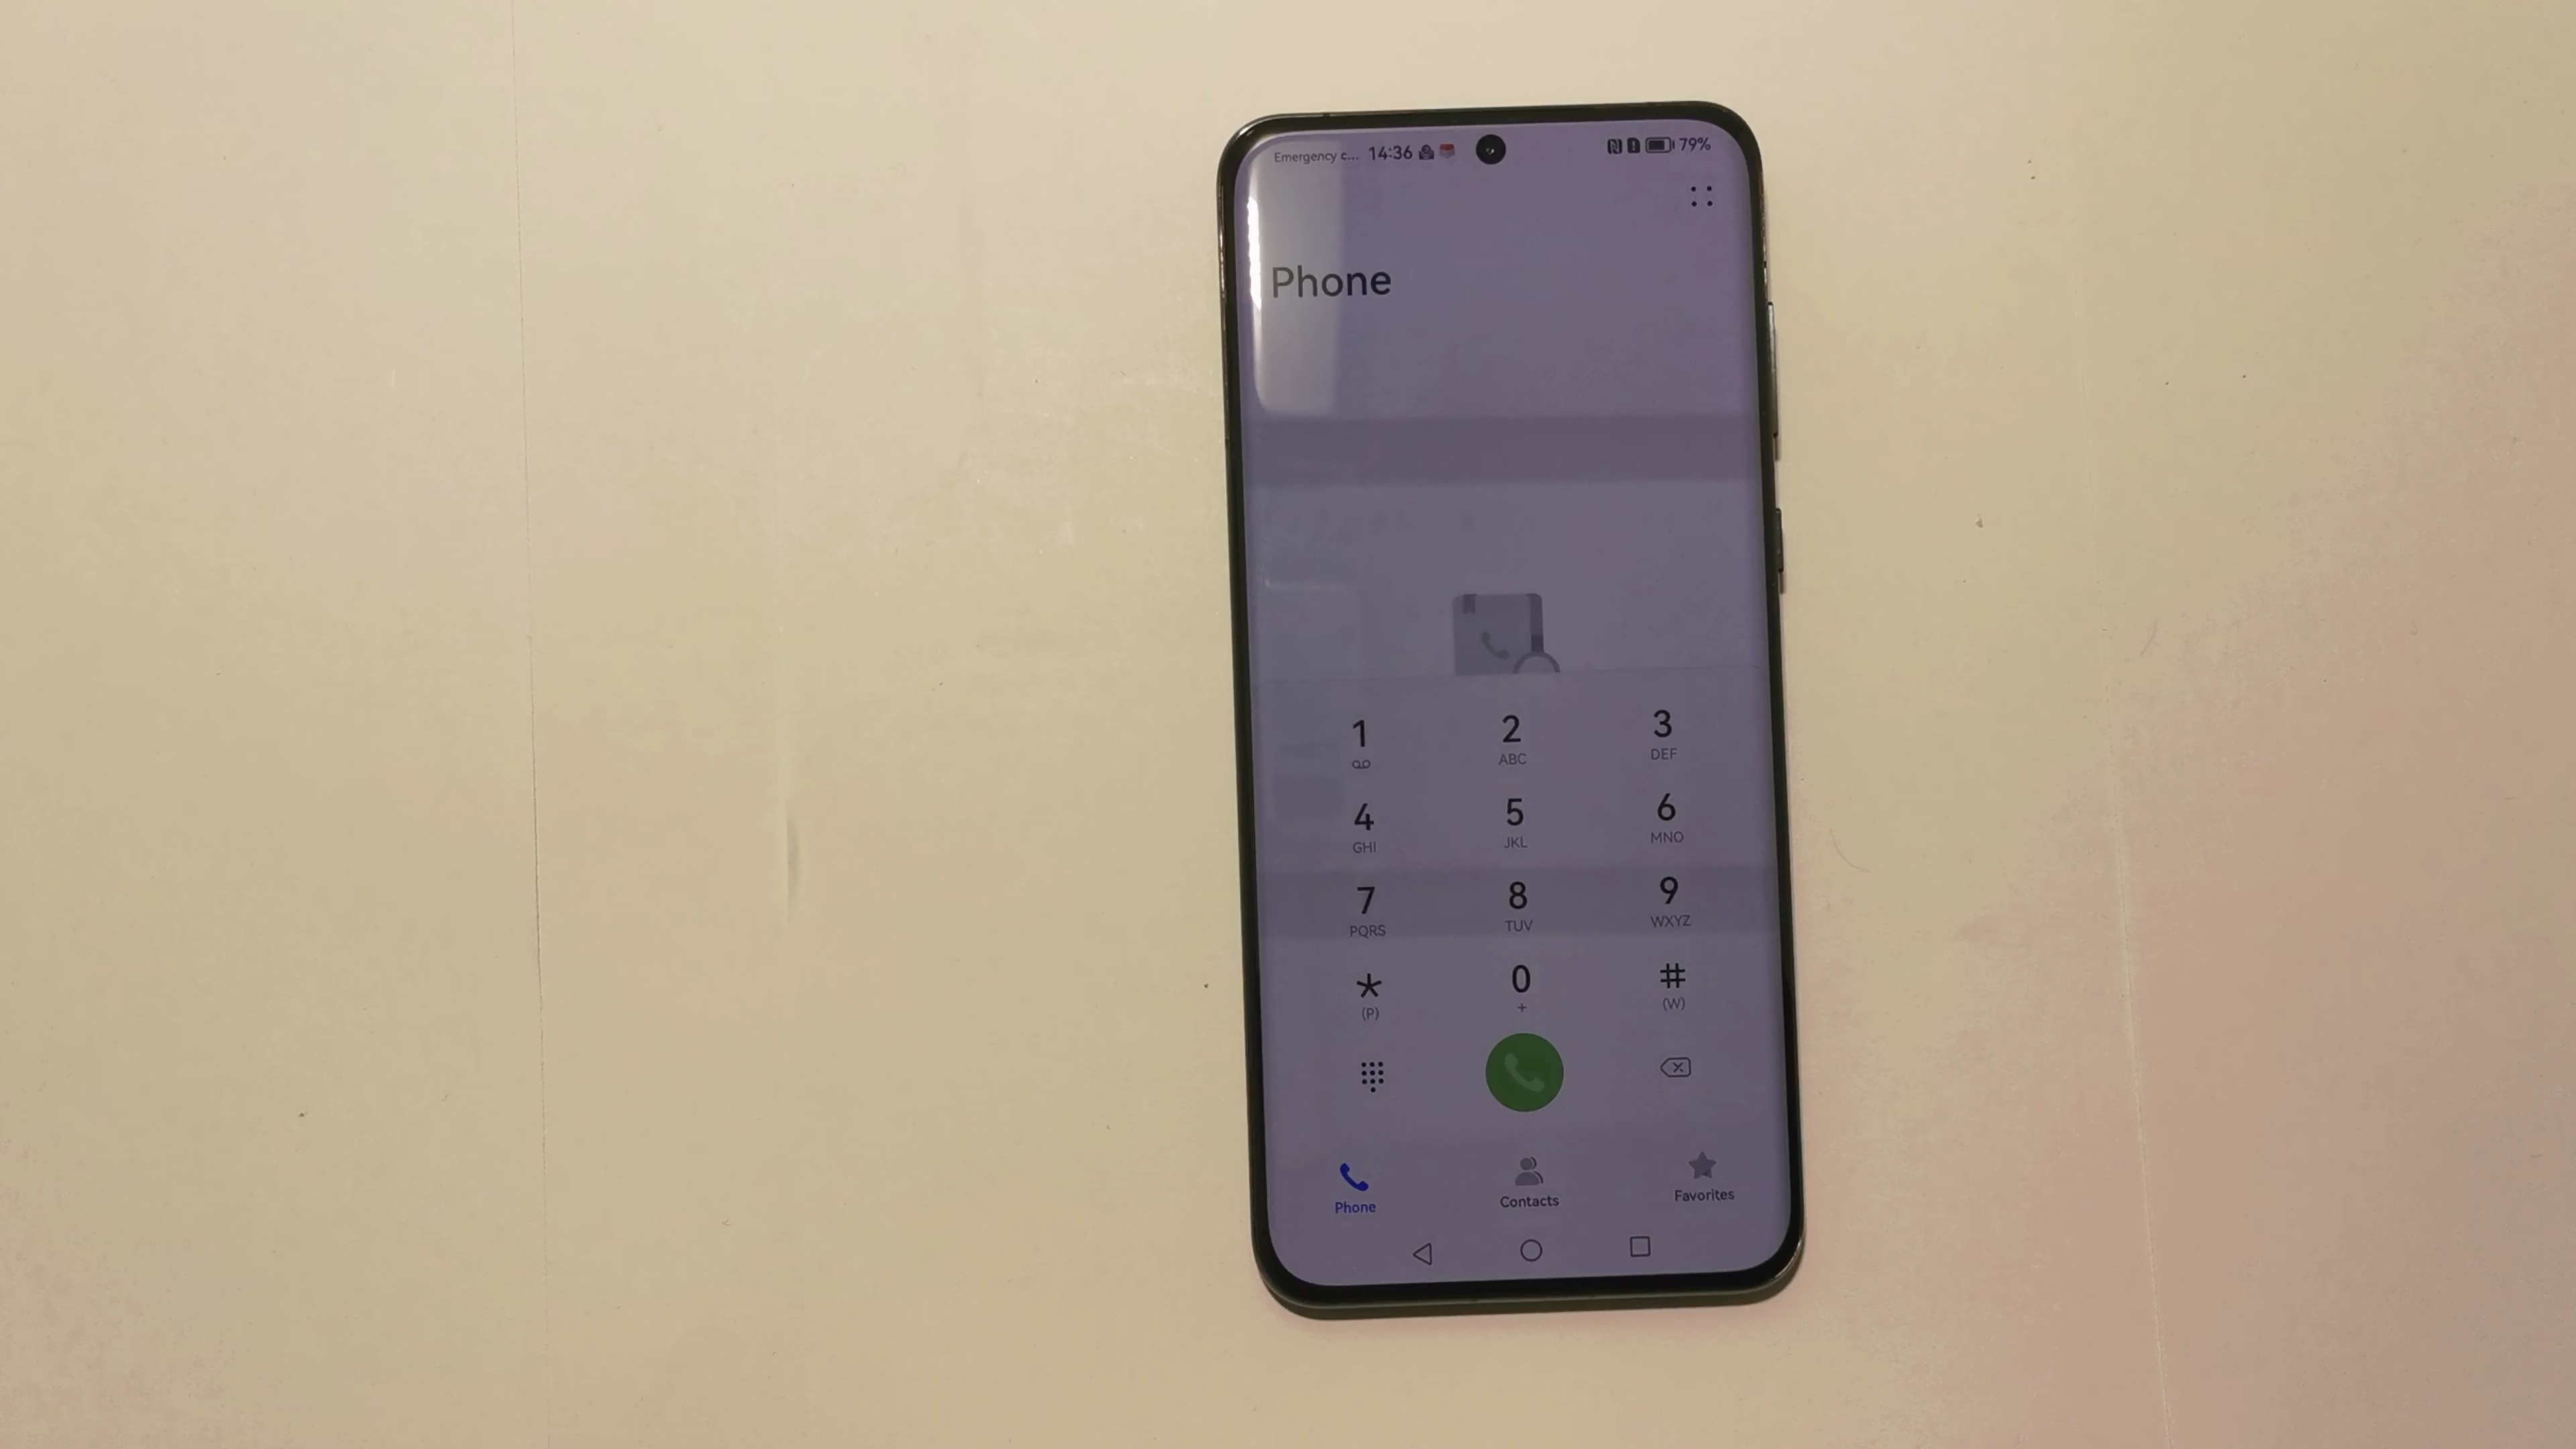 Emergency c... 14:36 79%
Phone
1 2 3
ABC DEF
4 5 6
GHI JKL MNO
7 8 9
PQRS TUV WXYZ
* 0 #
(P) + (W)
Phone Contacts Favorites